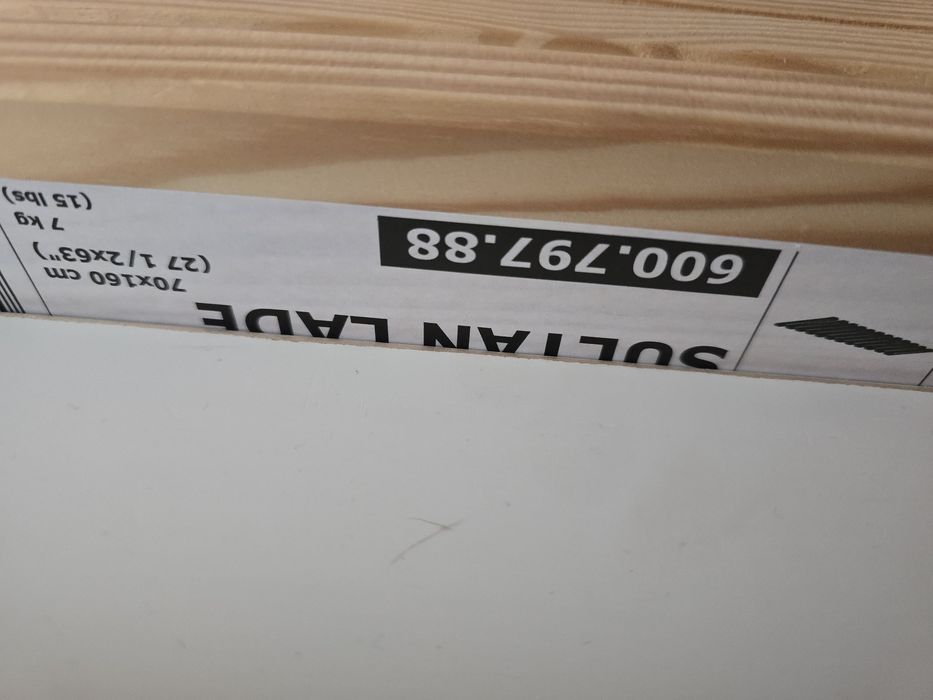 SULTAN LADE
600.797.88
70x160 cm
(27 1/2x63")
7 kg
(15 lbs)